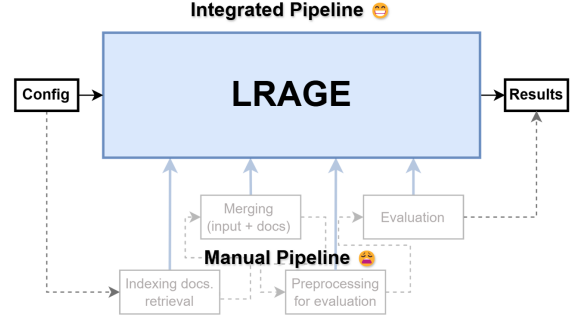 Integrated Pipeline 😁
LRAGE
Config
Results
Merging
(input + docs)
Evaluation
Manual Pipeline 😩
Indexing docs.
retrieval
Preprocessing
for evaluation